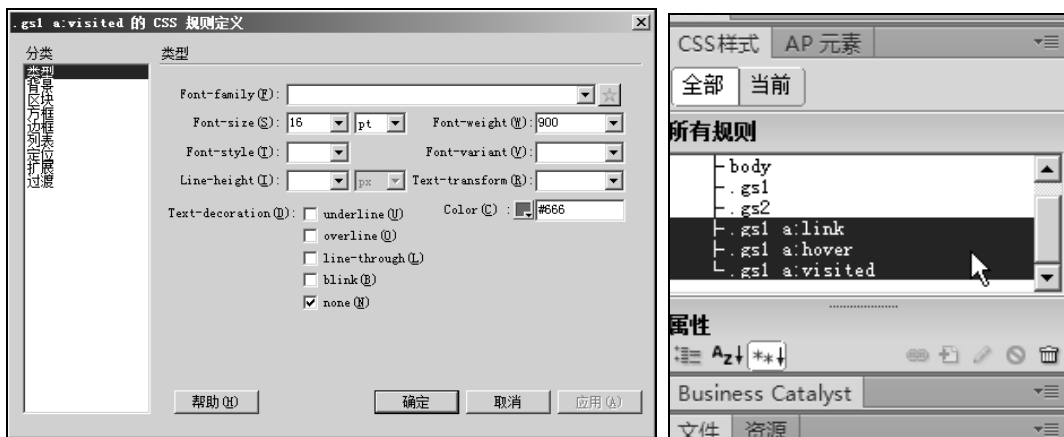 .gs1 a:visited 的 CSS 规则定义
分类
类型
背景
区块
方框
边框
列表
定位
扩展
过渡
类型
Font-family(F):
Font-size(S): 16 pt Font-weight(W): 900
Font-style(T): Font-variant(V):
Line-height(I): px Text-transform(R):
Text-decoration(D): underline(U) Color(C) : #666
overline(O)
line-through(L)
blink(B)
none(N)
帮助(H) 确定 取消 应用(A)
CSS样式 AP 元素
全部 当前
所有规则
body
.gs1
.gs2
.gs1 a:link
.gs1 a:hover
.gs1 a:visited
属性
Az **
Business Catalyst
文件 资源